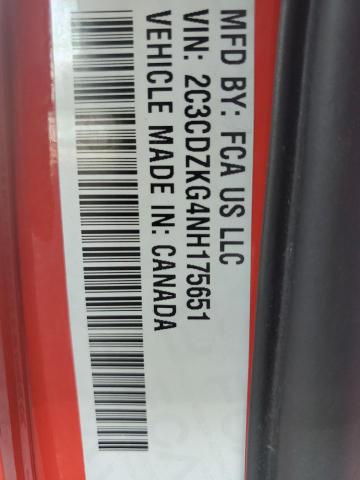 MFD BY: FCA US LLC
VIN: 2C3CDZKG4NH175651
VEHICLE MADE IN: CANADA